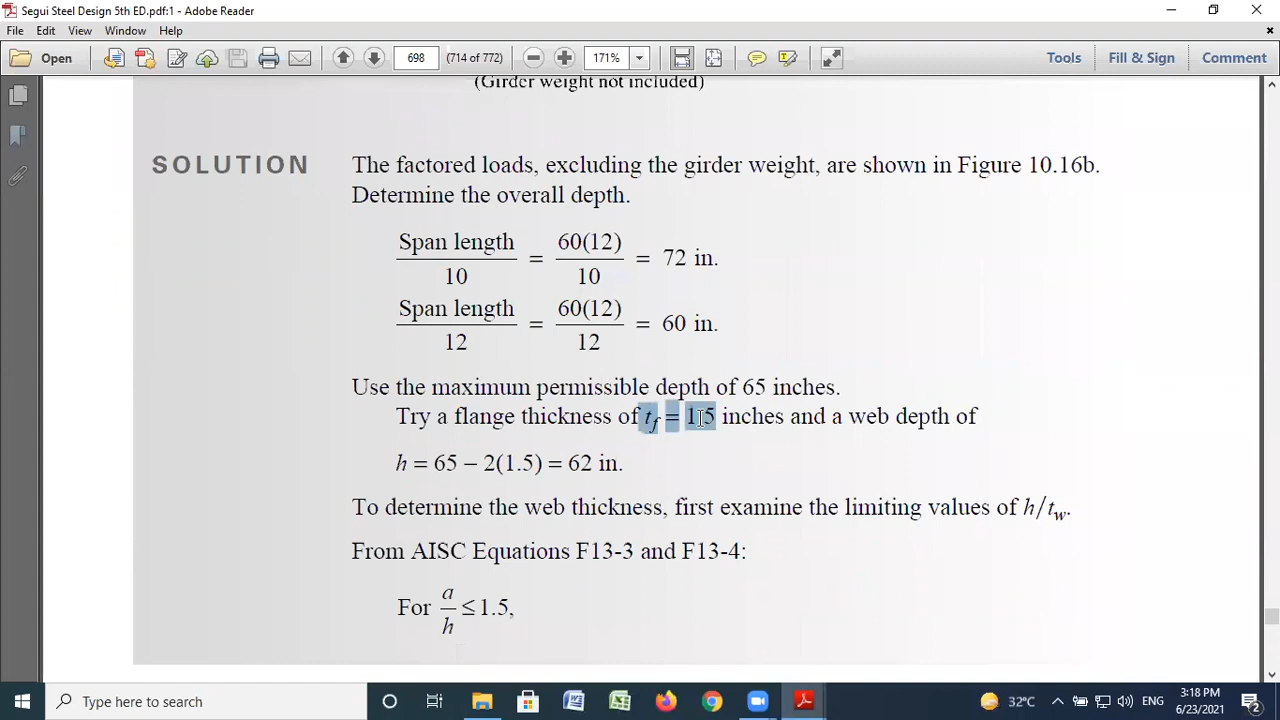 Segui Steel Design 5th ED.pdf:1 - Adobe Reader
File Edit View Window Help
Open 698 (714 of 772) 171% Tools Fill & Sign Comment
(Girder weight not included)
SOLUTION The factored loads, excluding the girder weight, are shown in Figure 10.16b.
Determine the overall depth.
Span length / 10 = 60(12) / 10 = 72 in.
Span length / 12 = 60(12) / 12 = 60 in.
Use the maximum permissible depth of 65 inches.
Try a flange thickness of t_f = 1.5 inches and a web depth of
h = 65 − 2(1.5) = 62 in.
To determine the web thickness, first examine the limiting values of h/t_w.
From AISC Equations F13-3 and F13-4:
For a / h ≤ 1.5,
Type here to search 32°C ENG 3:18 PM
6/23/2021 2